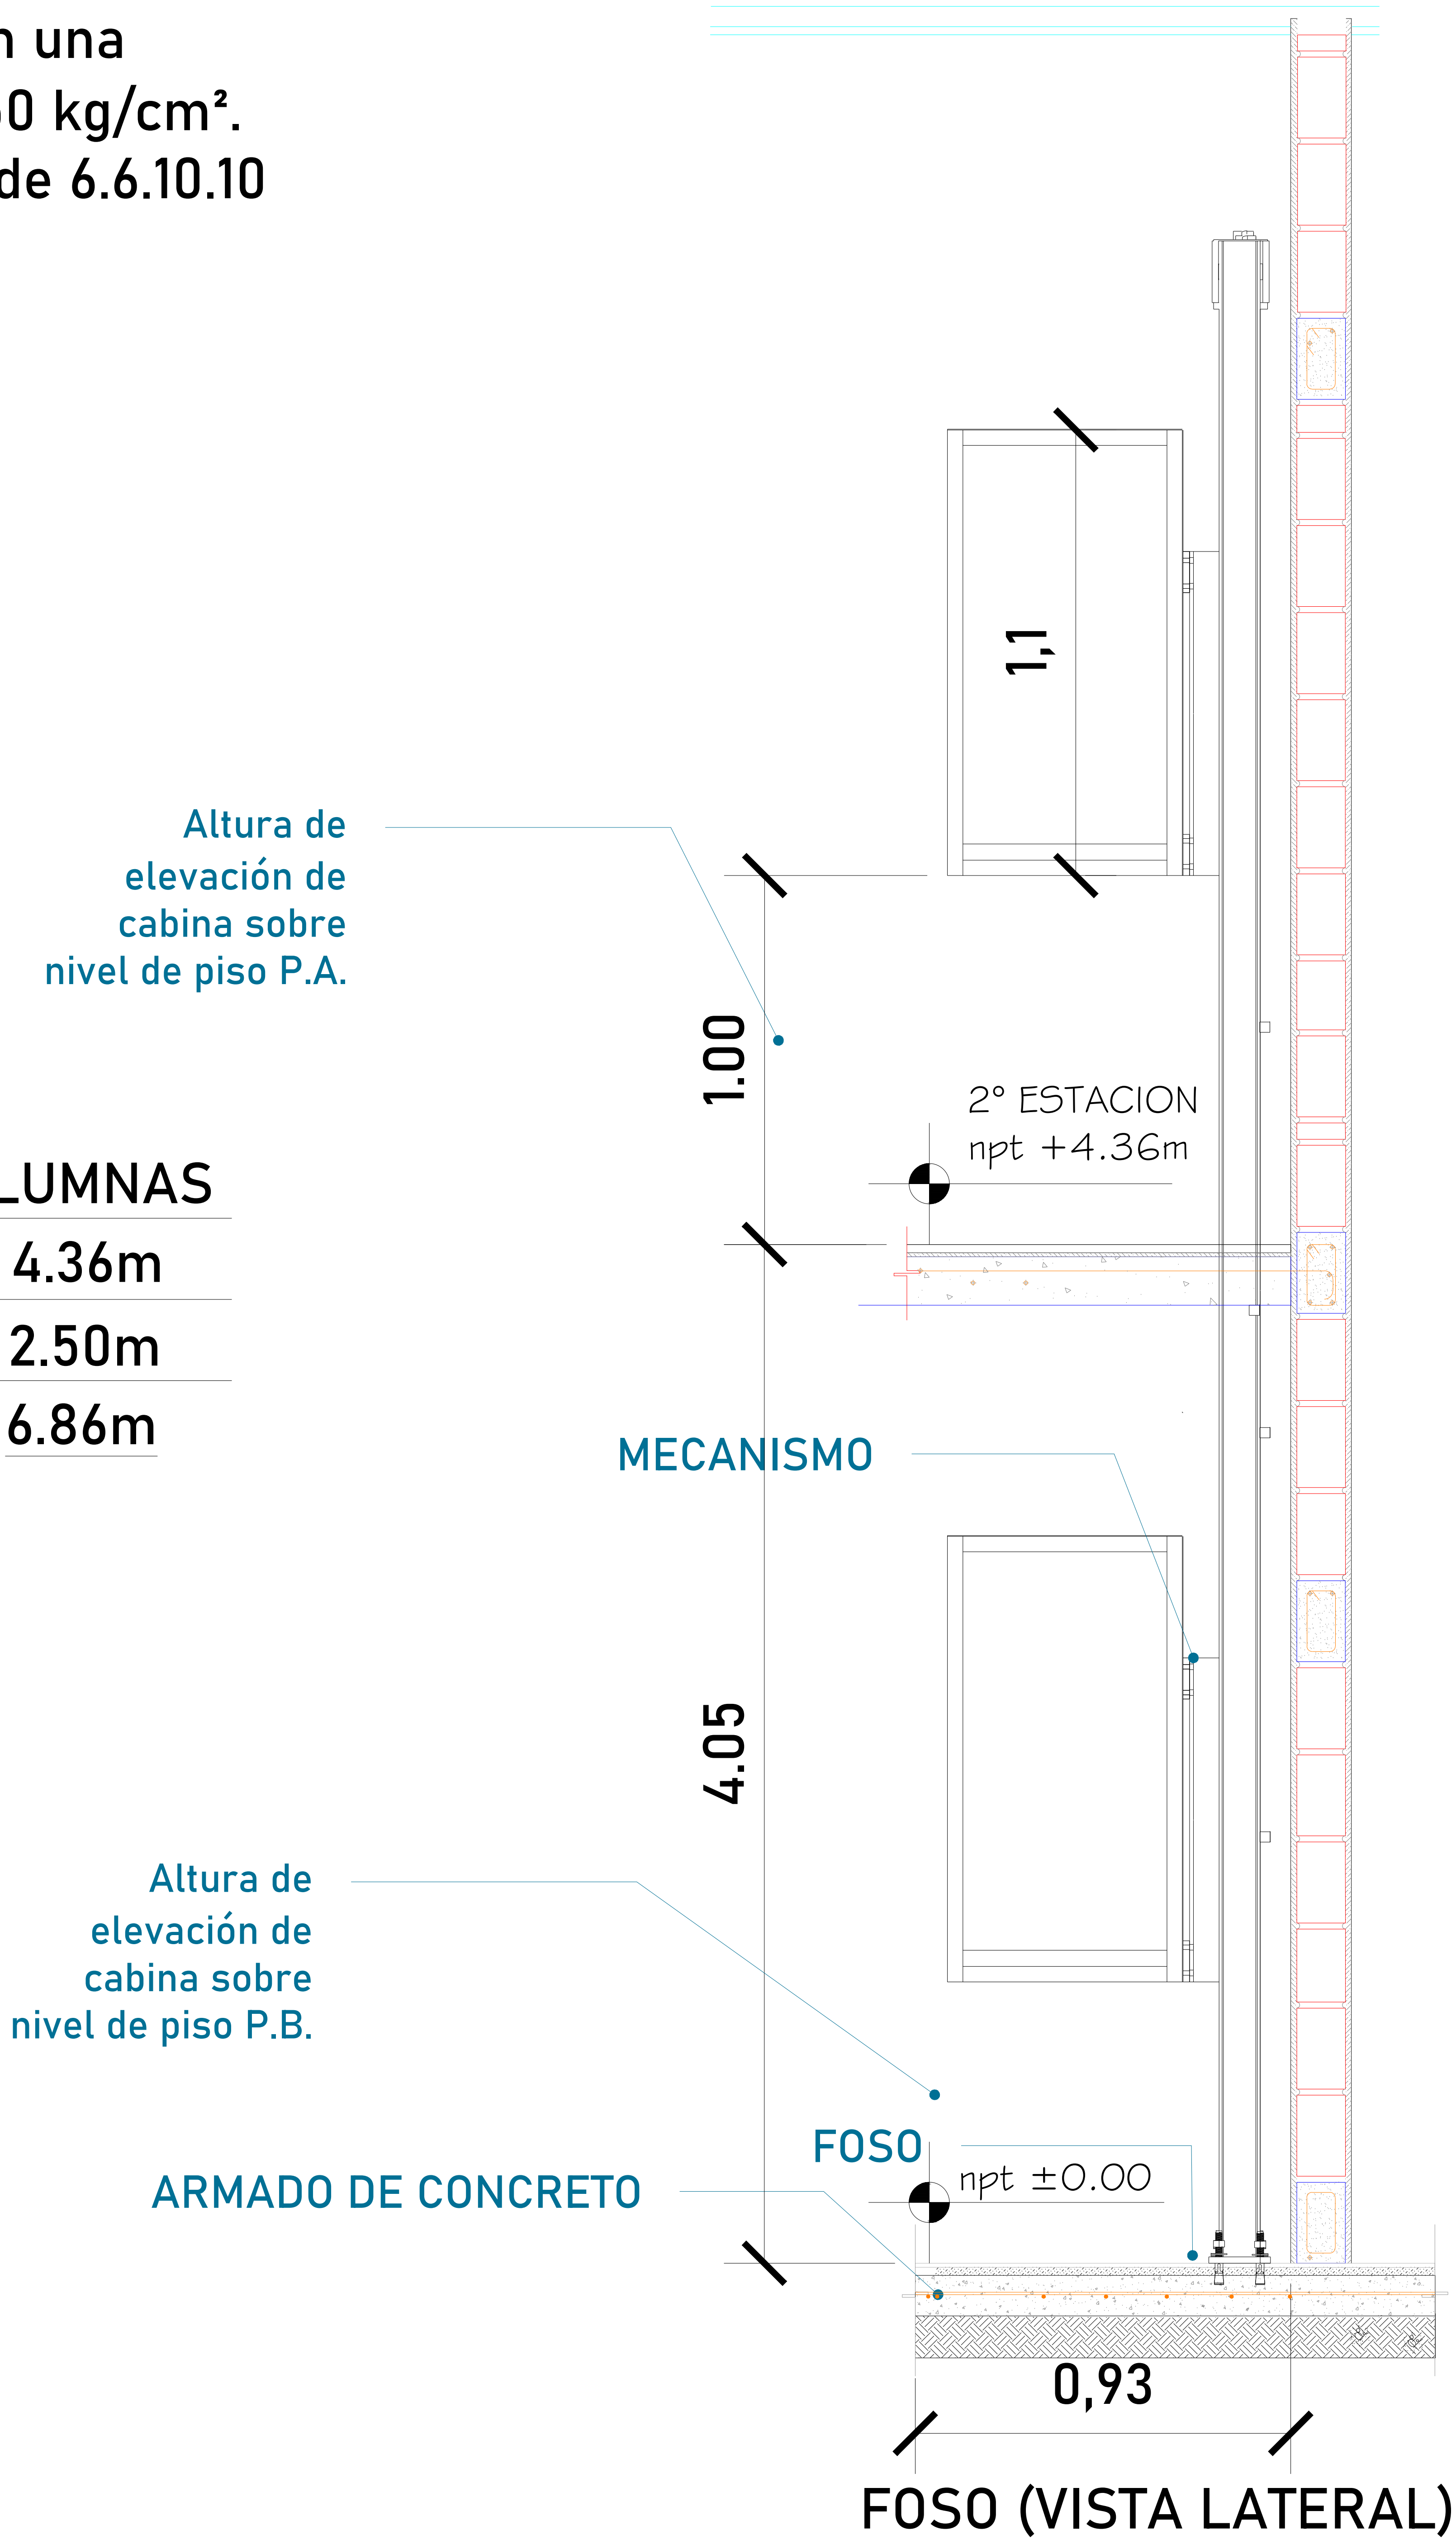 una
kg/cm².
de 6.6.10.10
1,1
Altura de
elevación de
cabina sobre
nivel de piso P.A.
1.00
2° ESTACION
npt +4.36m
LUMNAS
4.36m
2.50m
6.86m
MECANISMO
4.05
Altura de
elevación de
cabina sobre
nivel de piso P.B.
FOSO
npt ±0.00
ARMADO DE CONCRETO
0,93
FOSO (VISTA LATERAL)